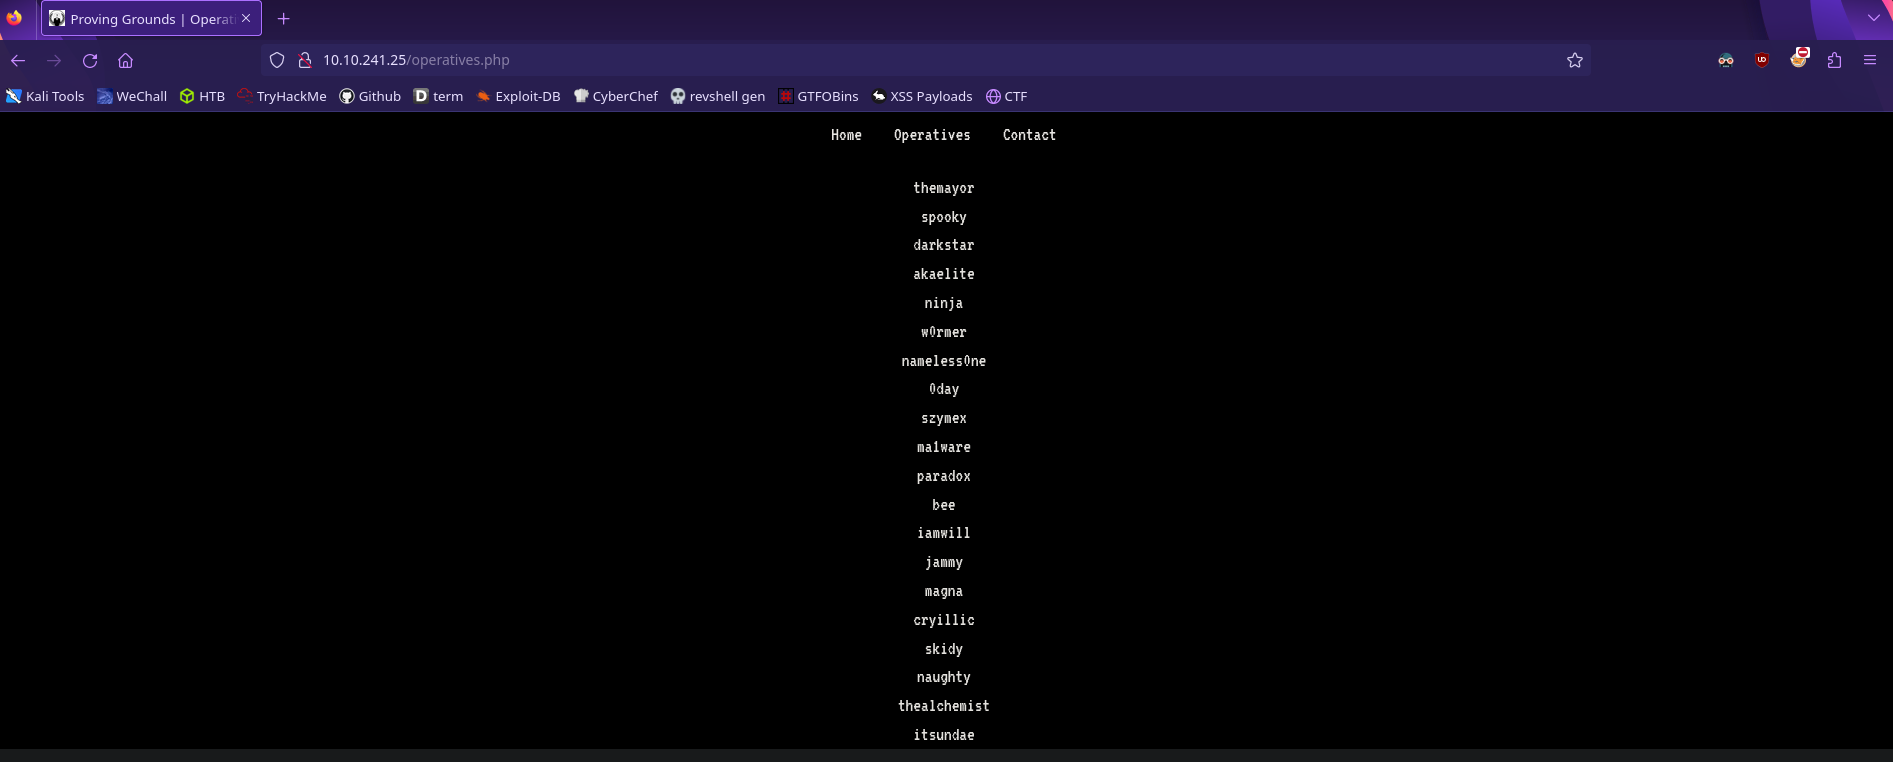 Proving Grounds | Operati
10.10.241.25/operatives.php
Kali Tools WeChall HTB TryHackMe Github term Exploit-DB CyberChef revshell gen GTFOBins XSS Payloads CTF
Home Operatives Contact
themayor
spooky
darkstar
akaelite
ninja
w0rmer
nameless0ne
0day
szymex
ma1ware
paradox
bee
iamwill
jammy
magna
cryillic
skidy
naughty
thealchemist
itsundae